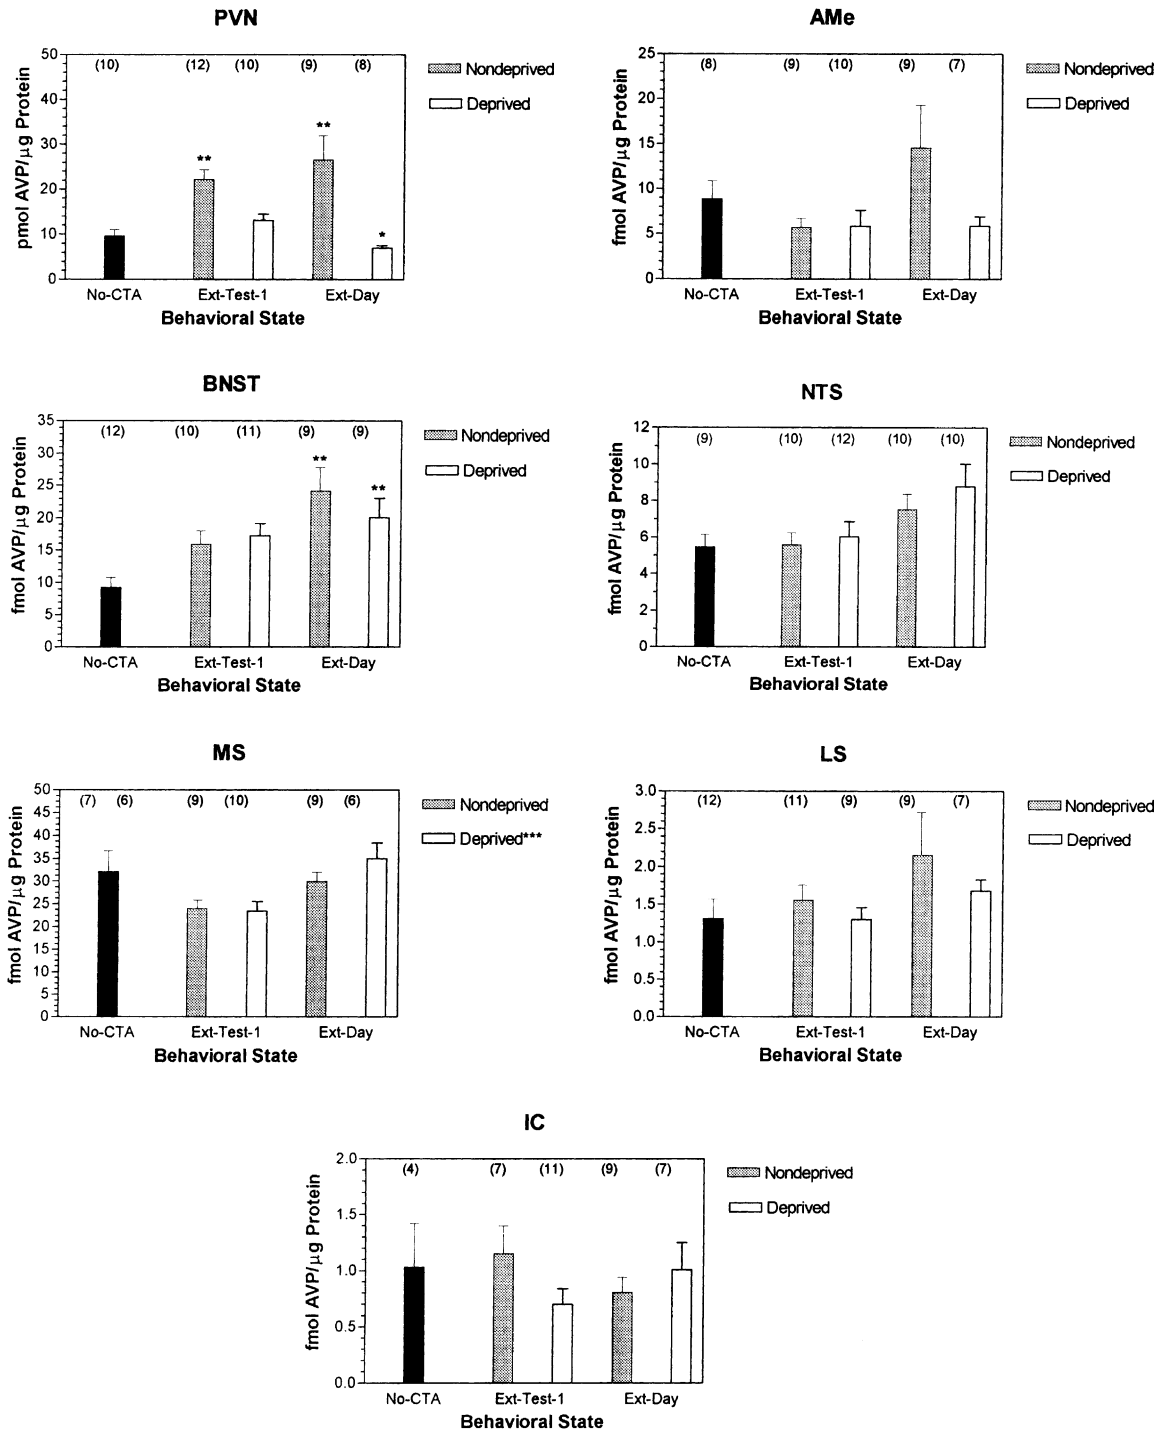 PVN
50
40
30
20
10
0
pmol AVP/μg Protein
(10) (12) (10) (9) (8)
** ** *
No-CTA Ext-Test-1 Ext-Day
Behavioral State
Nondeprived
Deprived
AMe
25
20
15
10
5
0
fmol AVP/μg Protein
(8) (9) (10) (9) (7)
No-CTA Ext-Test-1 Ext-Day
Behavioral State
Nondeprived
Deprived
BNST
35
30
25
20
15
10
5
0
fmol AVP/μg Protein
(12) (10) (11) (9) (9)
** **
No-CTA Ext-Test-1 Ext-Day
Behavioral State
Nondeprived
Deprived
NTS
12
10
8
6
4
2
0
fmol AVP/μg Protein
(9) (10) (12) (10) (10)
No-CTA Ext-Test-1 Ext-Day
Behavioral State
Nondeprived
Deprived
MS
50
45
40
35
30
25
20
15
10
5
0
fmol AVP/μg Protein
(7) (6) (9) (10) (9) (6)
No-CTA Ext-Test-1 Ext-Day
Behavioral State
Nondeprived
Deprived***
LS
3.0
2.5
2.0
1.5
1.0
0.5
0.0
fmol AVP/μg Protein
(12) (11) (9) (9) (7)
No-CTA Ext-Test-1 Ext-Day
Behavioral State
Nondeprived
Deprived
IC
2.0
1.5
1.0
0.5
0.0
fmol AVP/μg Protein
(4) (7) (11) (9) (7)
No-CTA Ext-Test-1 Ext-Day
Behavioral State
Nondeprived
Deprived